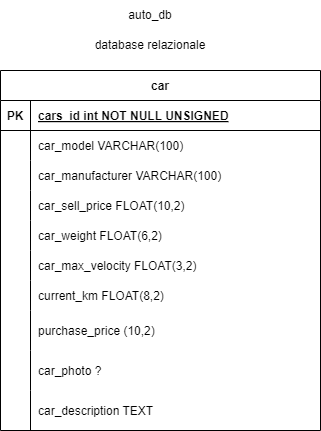 auto_db
database relazionale
car
PK cars_id int NOT NULL UNSIGNED
car_model VARCHAR(100)
car_manufacturer VARCHAR(100)
car_sell_price FLOAT(10,2)
car_weight FLOAT(6,2)
car_max_velocity FLOAT(3,2)
current_km FLOAT(8,2)
purchase_price (10,2)
car_photo ?
car_description TEXT